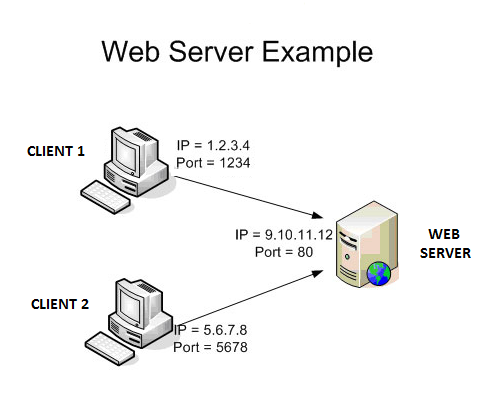 Web Server Example
CLIENT 1
IP = 1.2.3.4
Port = 1234
IP = 9.10.11.12
Port = 80
WEB
SERVER
CLIENT 2
IP = 5.6.7.8
Port = 5678